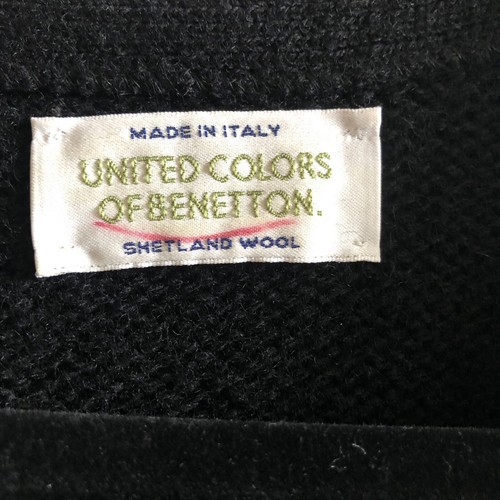 MADE IN ITALY
UNITED COLORS
OF BENETTON.
SHETLAND WOOL